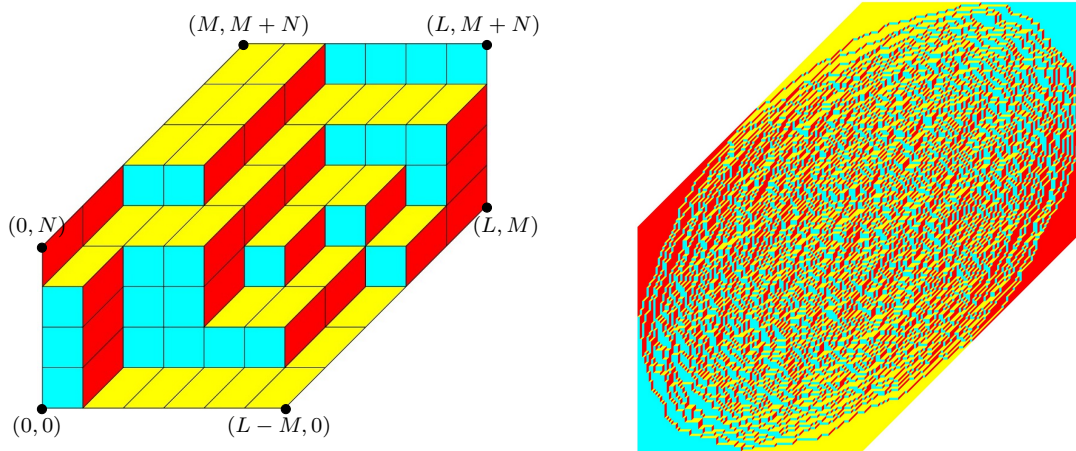 (M, M + N)
(L, M + N)
(0, N)
(L, M)
(0, 0)
(L − M, 0)